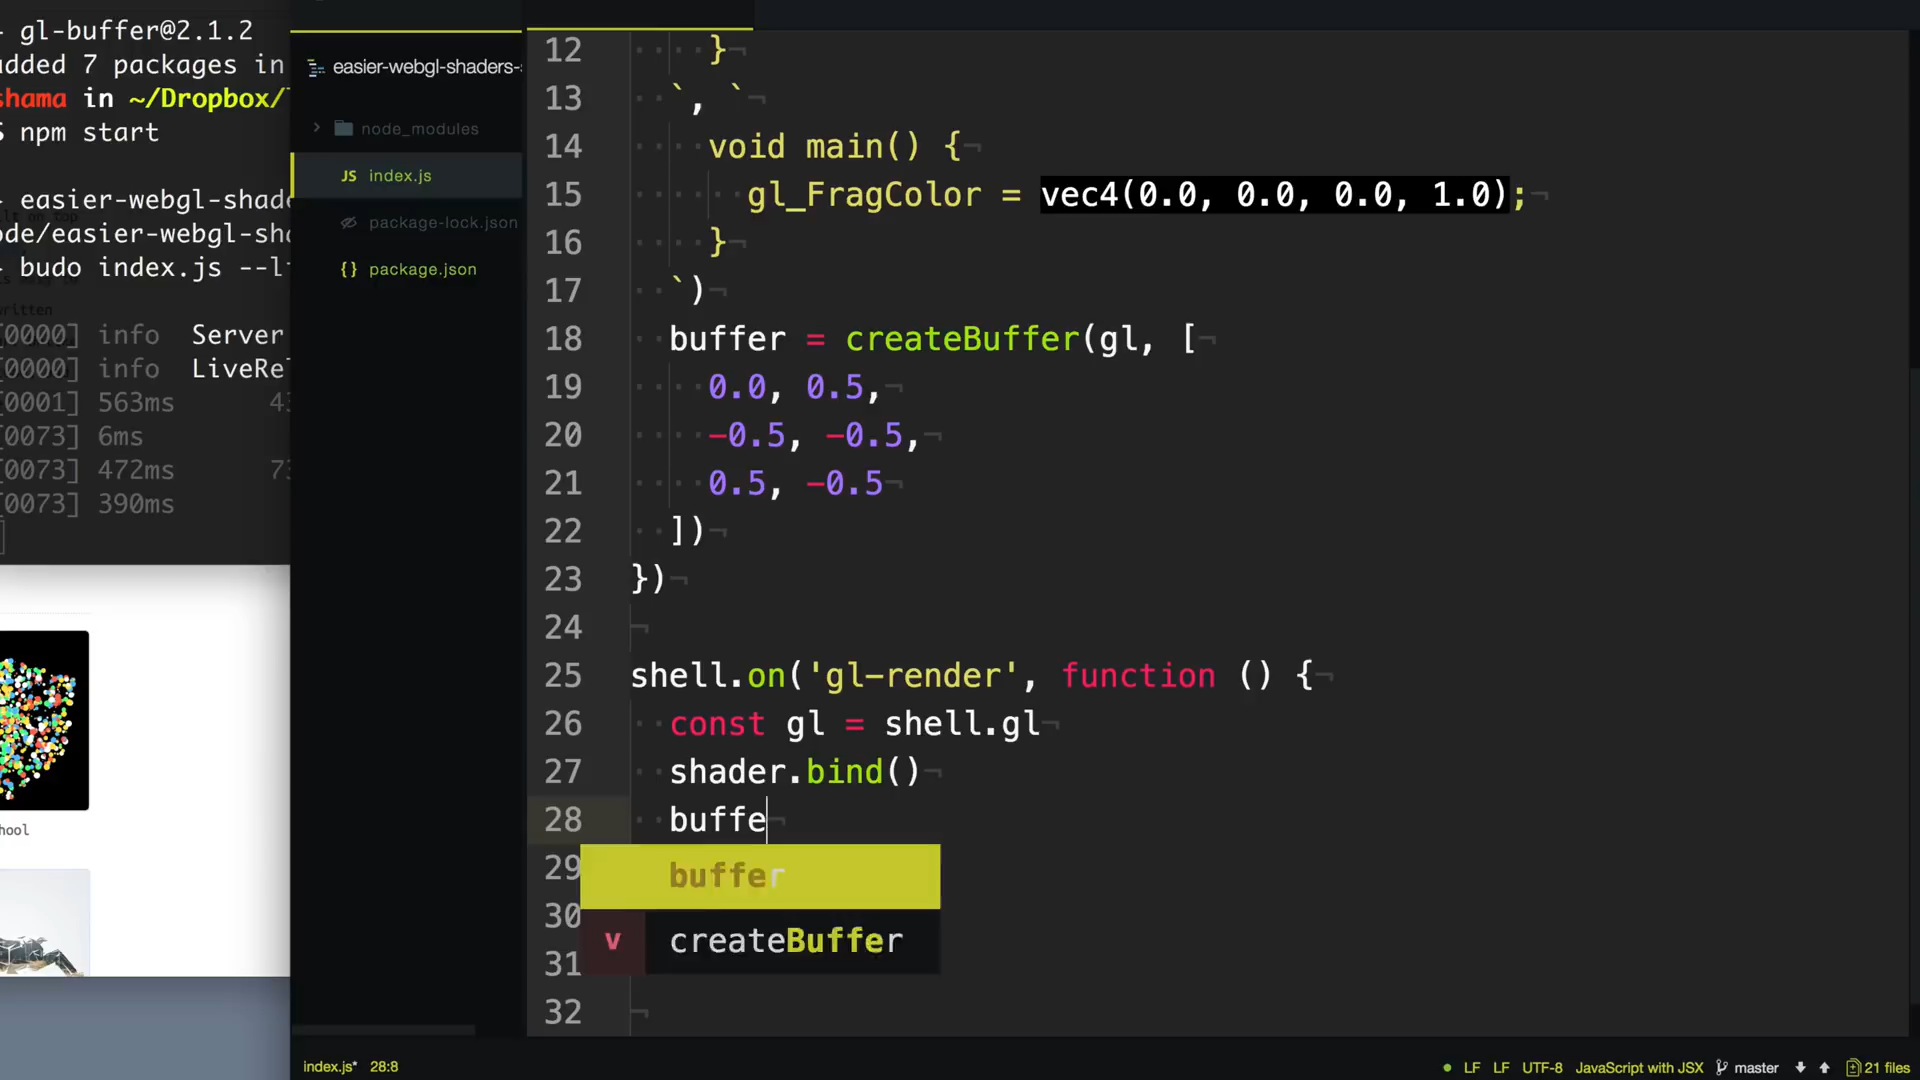 gl-buffer@2.1.2
added 7 packages in
shama in ~/Dropbox/
$ npm start
easier-webgl-shade
ode/easier-webgl-sh
budo index.js --l
written
[0000] info Server
[0000] info LiveRe
[0001] 563ms 4
[0073] 6ms
[0073] 472ms 7
[0073] 390ms
hool
easier-webgl-shaders-
node_modules
JS index.js
package-lock.json
{} package.json
12 }¬
13 `, `¬
14 void main() {¬
15 gl_FragColor = vec4(0.0, 0.0, 0.0, 1.0);¬
16 }¬
17 `)¬
18 buffer = createBuffer(gl, [¬
19 0.0, 0.5,¬
20 -0.5, -0.5,¬
21 0.5, -0.5¬
22 ])¬
23 })¬
24 ¬
25 shell.on('gl-render', function () {¬
26 const gl = shell.gl¬
27 shader.bind()¬
28 buffe¬
29 buffer
30
v createBuffer
31
32 ¬
index.js* 28:8
LF LF UTF-8 JavaScript with JSX master 21 files